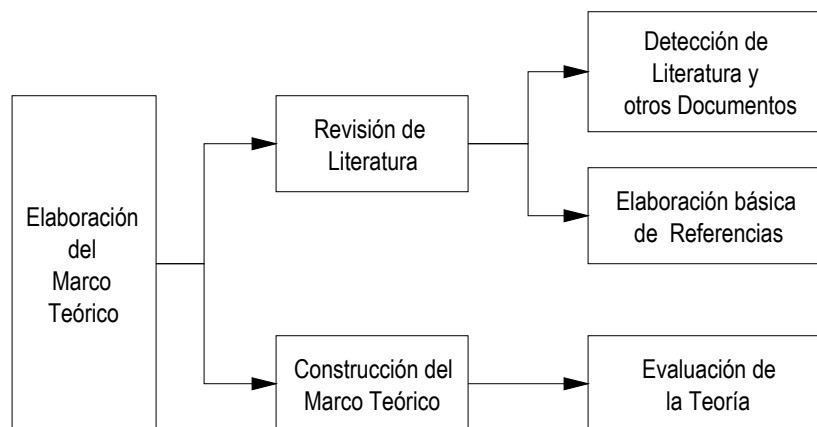 Elaboración
del
Marco
Teórico
Revisión de
Literatura
Detección de
Literatura y
otros Documentos
Elaboración básica
de Referencias
Construcción del
Marco Teórico
Evaluación de
la Teoría